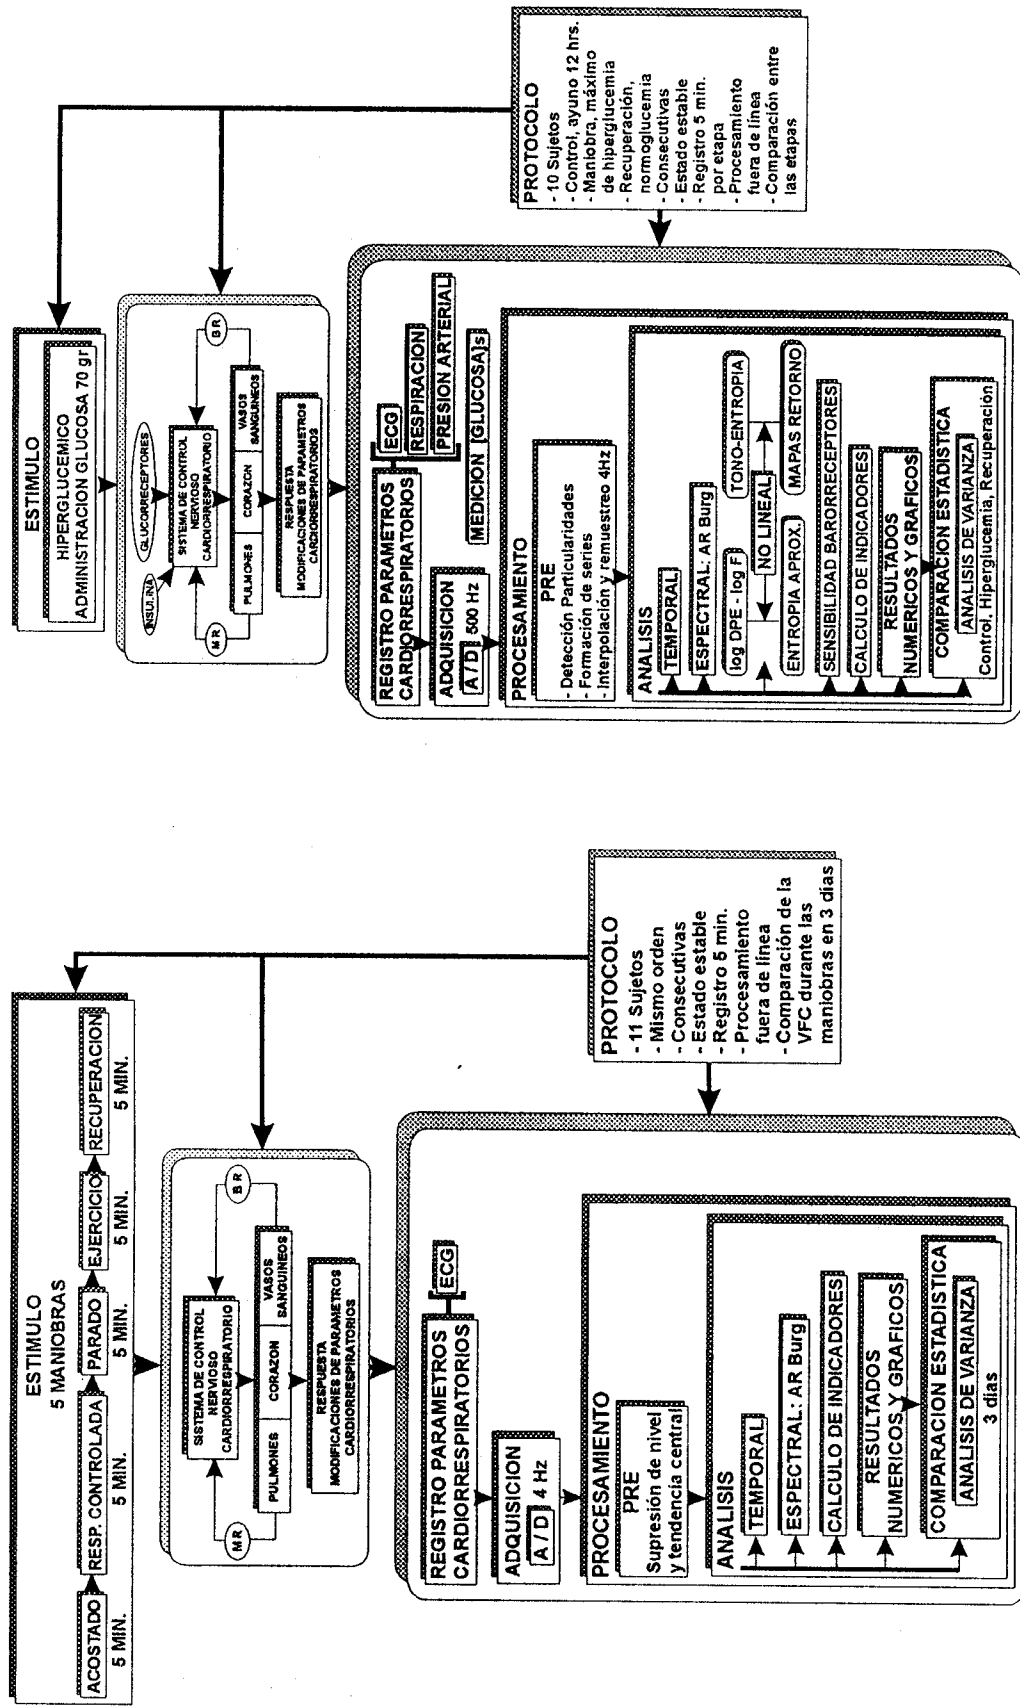 ESTIMULO
5 MANIOBRAS
ACOSTADO
RESP. CONTROLADA
PARADO
EJERCICIO
RECUPERACION
5 MIN.
5 MIN.
5 MIN.
5 MIN.
5 MIN.
SISTEMA DE CONTROL
NERVIOSO
CARDIORRESPIRATORIO
MR
BR
PULMONES
CORAZON
VASOS
SANGUINEOS
RESPUESTA
MODIFICACIONES DE PARAMETROS
CARDIORRESPIRATORIOS
REGISTRO PARAMETROS
CARDIORRESPIRATORIOS
ECG
ADQUISICION
A / D
4 Hz
PROCESAMIENTO
PRE
Supresión de nivel
y tendencia central
ANALISIS
TEMPORAL
ESPECTRAL: AR Burg
CALCULO DE INDICADORES
RESULTADOS
NUMERICOS Y GRAFICOS
COMPARACION ESTADISTICA
ANALISIS DE VARIANZA
3 días
PROTOCOLO
- 11 Sujetos
- Mismo orden
- Consecutivas
- Estado estable
- Registro 5 min.
- Procesamiento
fuera de línea
- Comparación de la
VFC durante las
maniobras en 3 días
ESTIMULO
HIPERGLUCEMICO
ADMINISTRACION GLUCOSA 70 gr
INSULINA
GLUCORRECEPTORES
SISTEMA DE CONTROL
NERVIOSO
CARDIORRESPIRATORIO
MR
BR
PULMONES
CORAZON
VASOS
SANGUINEOS
RESPUESTA
MODIFICACIONES DE PARAMETROS
CARDIORRESPIRATORIOS
REGISTRO PARAMETROS
CARDIORRESPIRATORIOS
ECG
RESPIRACION
PRESION ARTERIAL
ADQUISICION
A / D
500 Hz
MEDICION [GLUCOSA]s
PROCESAMIENTO
PRE
- Detección Particularidades
- Formación de series
- Interpolación y remuestreo 4Hz
ANALISIS
TEMPORAL
ESPECTRAL: AR Burg
log DPE - log F
TONO-ENTROPIA
NO LINEAL
ENTROPIA APROX.
MAPAS RETORNO
SENSIBILIDAD BARORRECEPTORES
CALCULO DE INDICADORES
RESULTADOS
NUMERICOS Y GRAFICOS
COMPARACION ESTADISTICA
ANALISIS DE VARIANZA
Control, Hiperglucemia, Recuperación
PROTOCOLO
- 10 Sujetos
- Control, ayuno 12 hrs.
- Maniobra, máximo
de hiperglucemia
- Recuperación,
normoglucemia
- Consecutivas
- Estado estable
- Registro 5 min.
por etapa
- Procesamiento
fuera de línea
- Comparación entre
las etapas